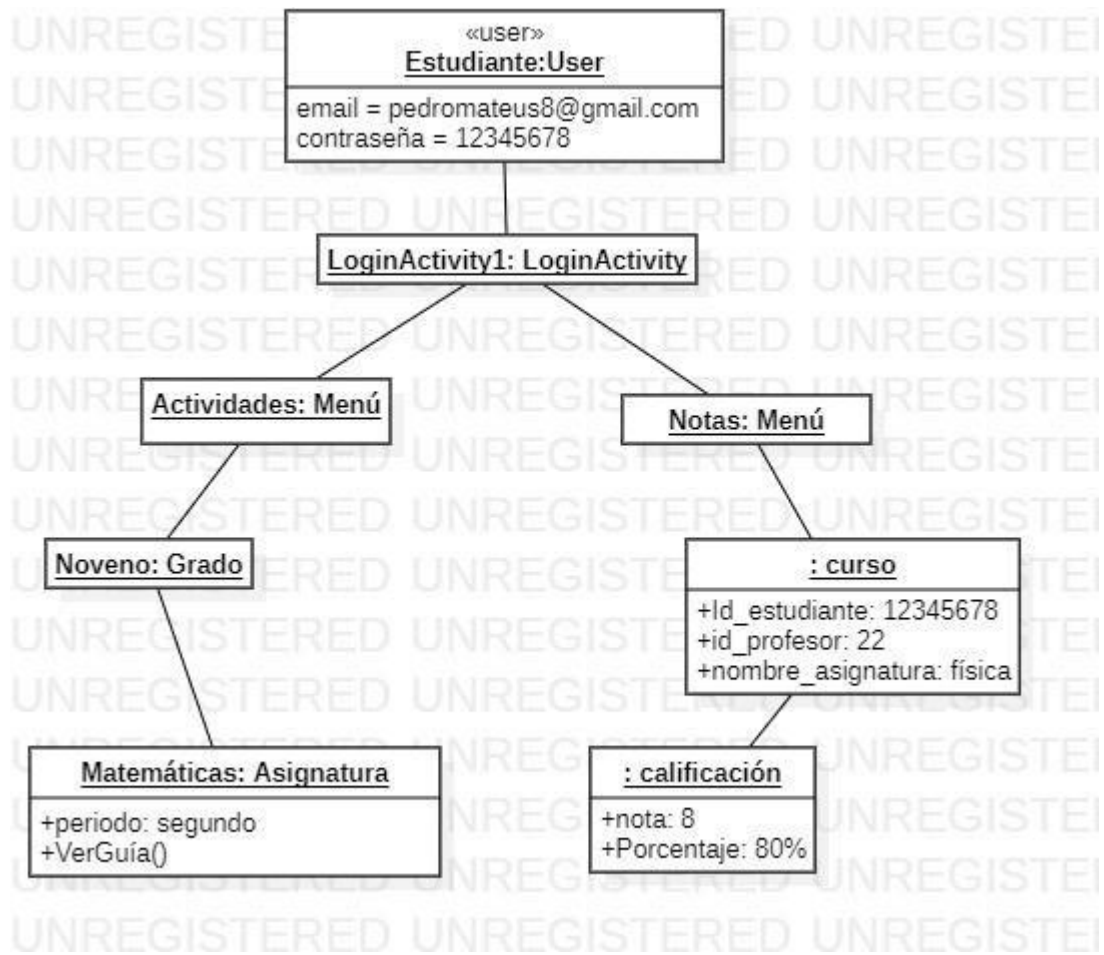 «user»
Estudiante:User
email = pedromateus8@gmail.com
contraseña = 12345678
LoginActivity1: LoginActivity
Actividades: Menú
Notas: Menú
Noveno: Grado
: curso
+Id_estudiante: 12345678
+id_profesor: 22
+nombre_asignatura: física
Matemáticas: Asignatura
+periodo: segundo
+VerGuía()
: calificación
+nota: 8
+Porcentaje: 80%
UNREGISTERED